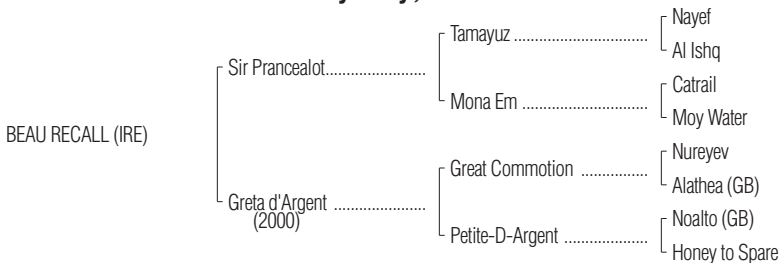 Nayef
Tamayuz
Al Ishq
Sir Prancealot
Catrail
Mona Em
Moy Water
BEAU RECALL (IRE)
Nureyev
Great Commotion
Alathea (GB)
Greta d'Argent
(2000)
Noalto (GB)
Petite-D-Argent
Honey to Spare